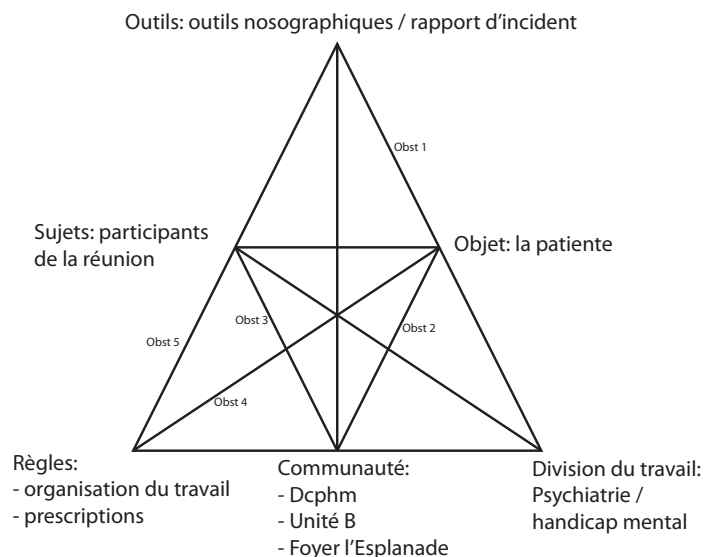 Outils: outils nosographiques / rapport d’incident
Obst 1
Sujets: participants
de la réunion
Objet: la patiente
Obst 3
Obst 2
Obst 5
Obst 4
Règles:
- organisation du travail
- prescriptions
Communauté:
- Dcphm
- Unité B
- Foyer l’Esplanade
Division du travail:
Psychiatrie /
handicap mental